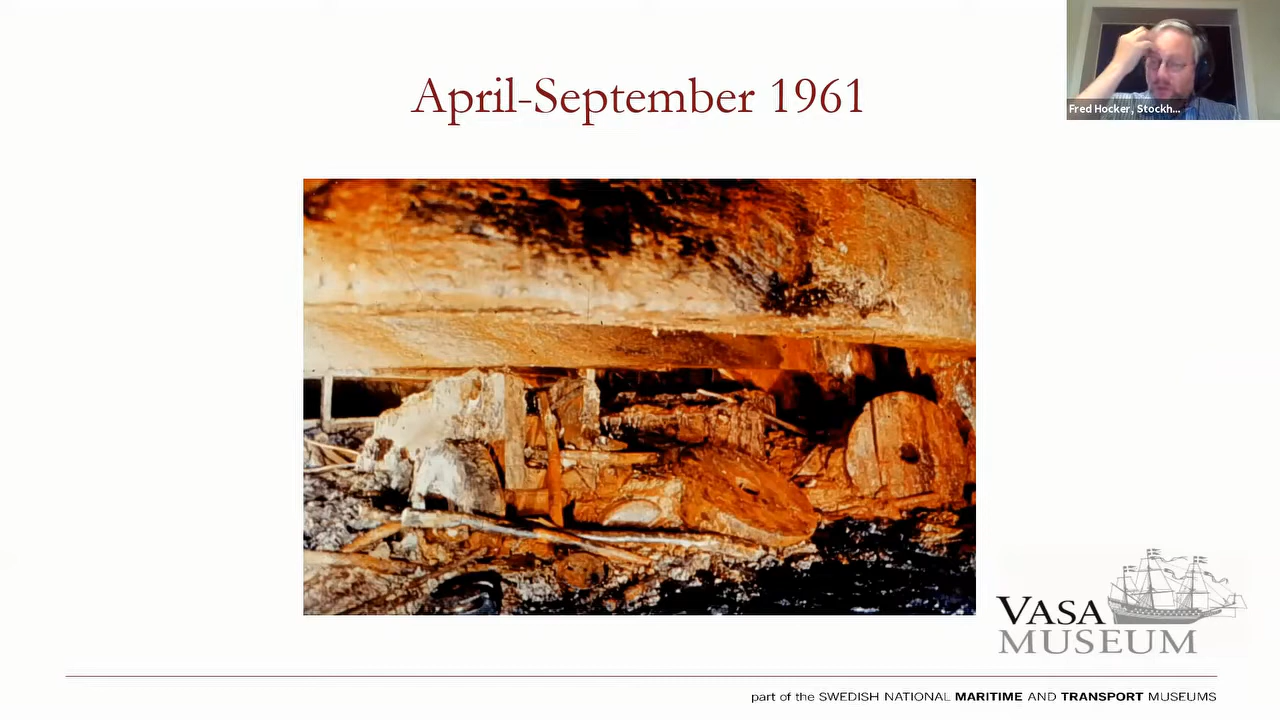 April-September 1961
Fred Hocker, Stockh...
VASA
MUSEUM
part of the SWEDISH NATIONAL MARITIME AND TRANSPORT MUSEUMS